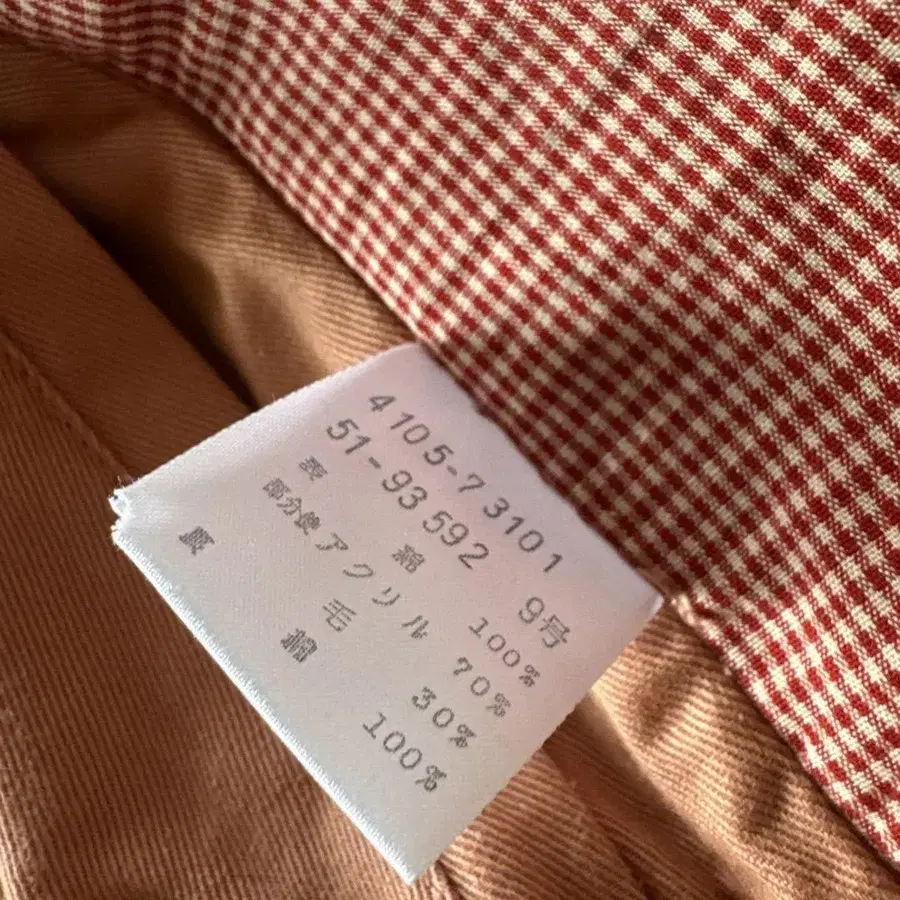 4105-73101
51-93592 9号
表 綿 100%
部分使 アクリル 70%
毛 30%
裏 綿 100%